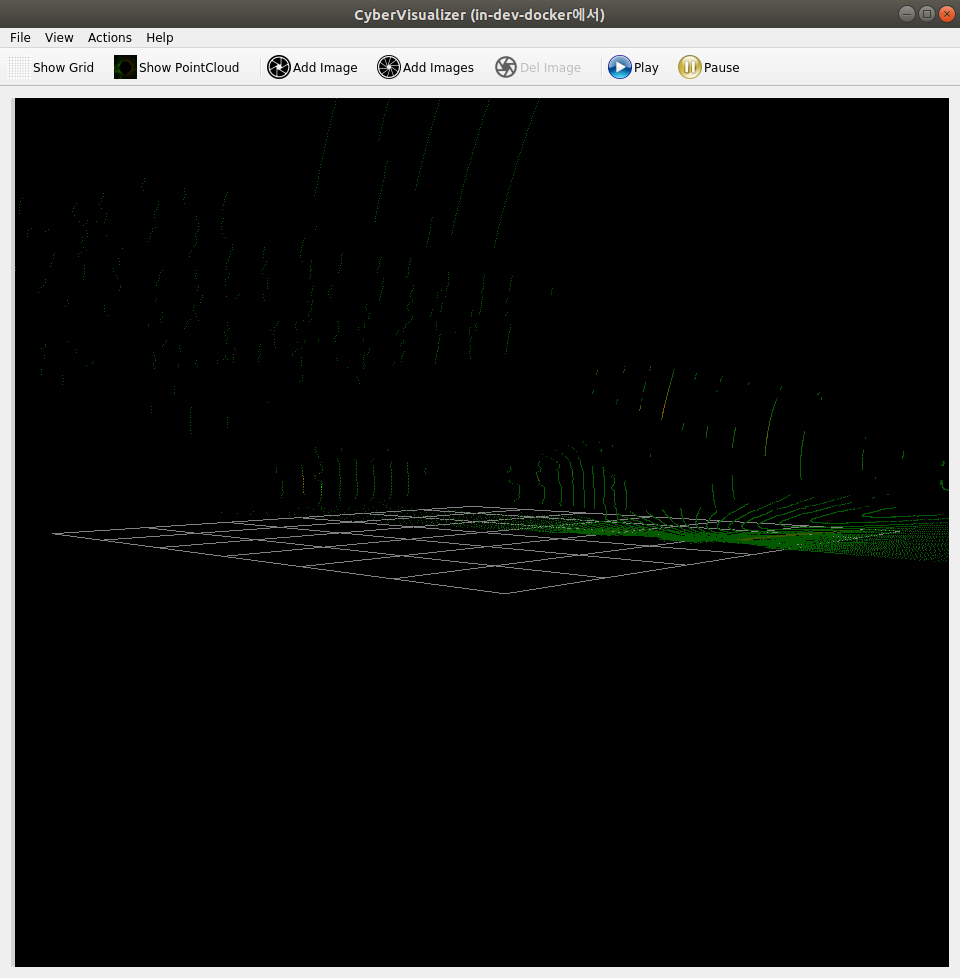 CyberVisualizer (in-dev-docker에서)
File View Actions Help
Show Grid Show PointCloud Add Image Add Images Del Image Play Pause